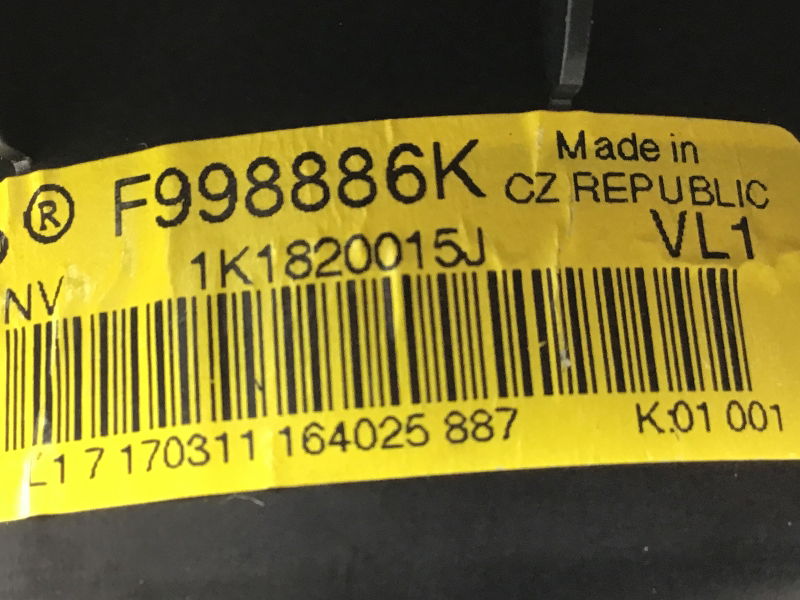 ® F998886K Made in
CZ REPUBLIC
1K1820015J VL1
NV
L1 7 170311 164025 887 K:01 001